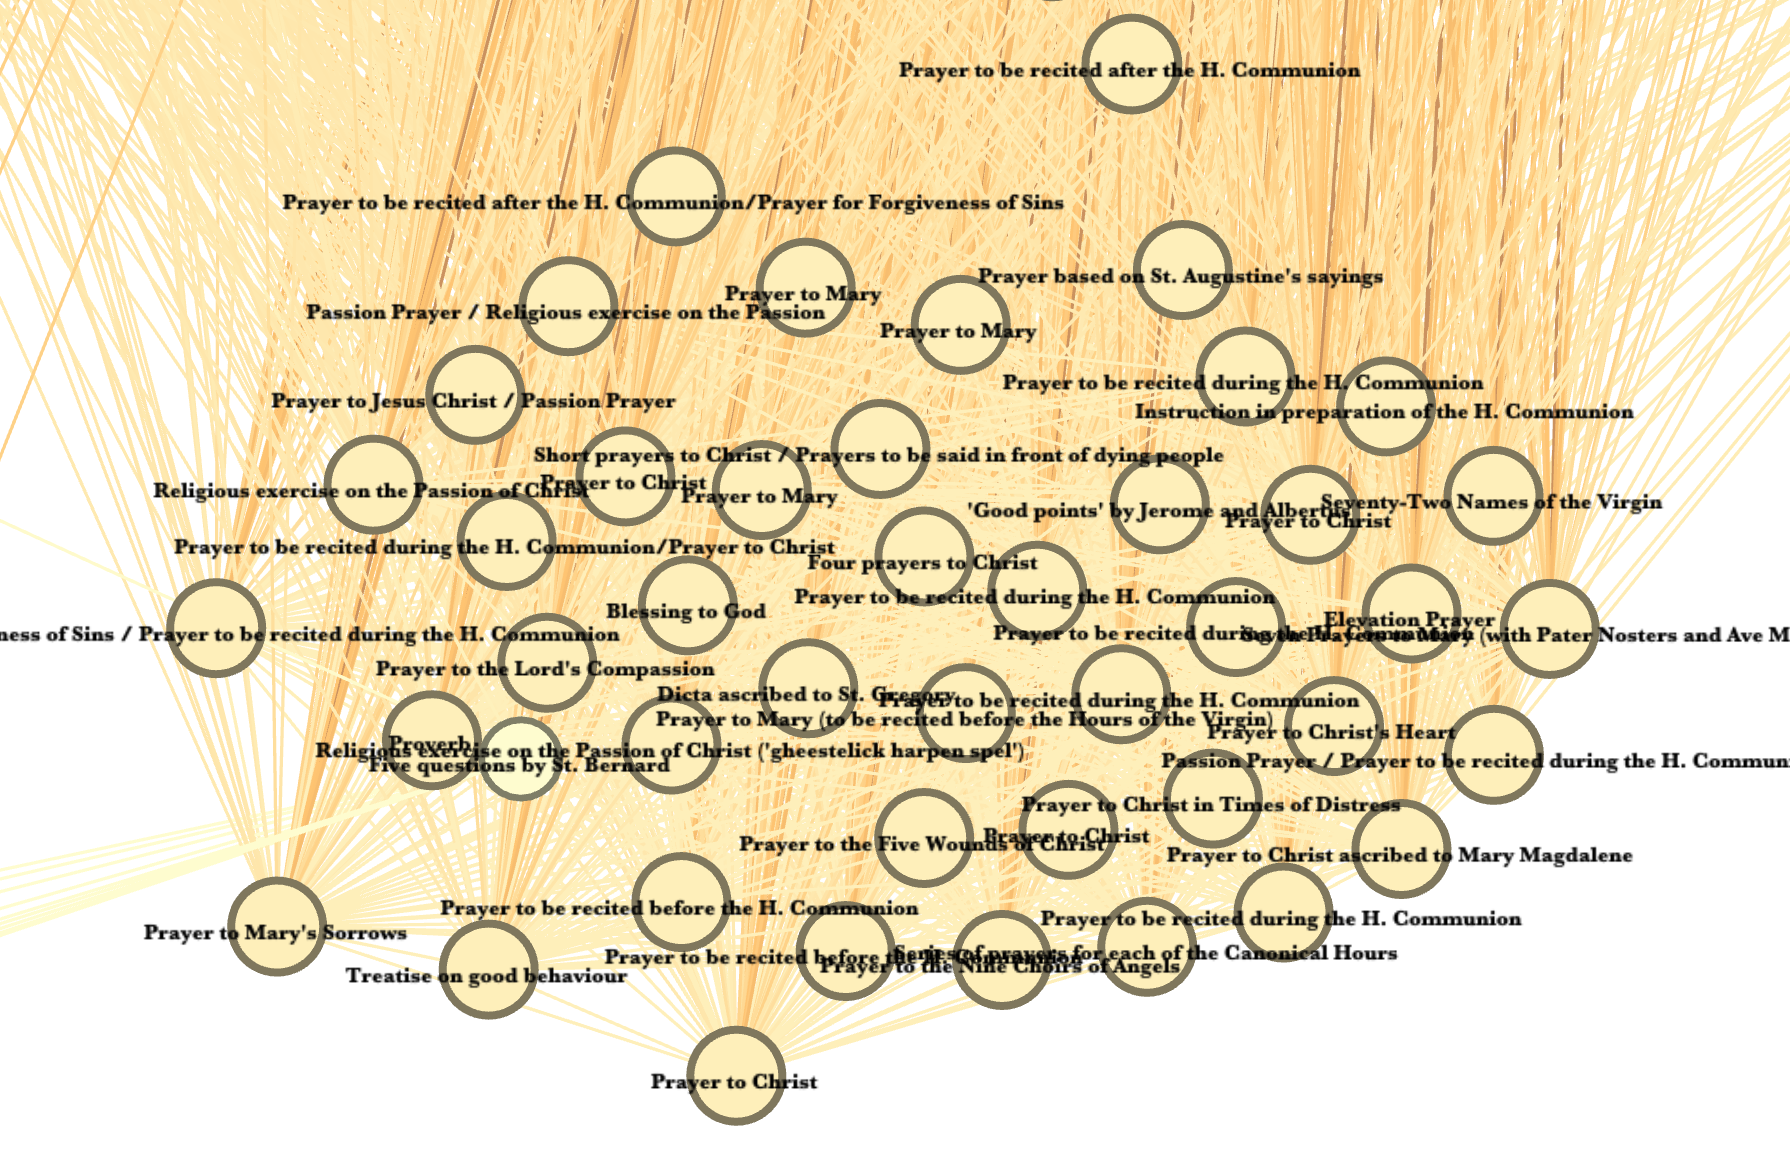 Prayer to be recited after the H. Communion
Prayer to be recited after the H. Communion/Prayer for Forgiveness of Sins
Prayer based on St. Augustine's sayings
Prayer to Mary
Passion Prayer / Religious exercise on the Passion
Prayer to Mary
Prayer to be recited during the H. Communion
Prayer to Jesus Christ / Passion Prayer
Instruction in preparation of the H. Communion
Short prayers to Christ / Prayers to be said in front of dying people
Prayer to Christ
Religious exercise on the Passion of Christ
Prayer to Mary
Seventy-Two Names of the Virgin
'Good points' by Jerome and Albertus
Prayer to Christ
Prayer to be recited during the H. Communion/Prayer to Christ
Four prayers to Christ
Prayer to be recited during the H. Communion
Blessing to God
Elevation Prayer
ness of Sins / Prayer to be recited during the H. Communion
Prayer to be recited during the H. Communion
Prayers to Mary (with Pater Nosters and Ave M
Prayer to the Lord's Compassion
Dicta ascribed to St. Gregory
Prayer to be recited during the H. Communion
Prayer to Mary (to be recited before the Hours of the Virgin)
Prayer to Christ's Heart
Proverb
Religious exercise on the Passion of Christ ('gheestelick harpen spel')
Passion Prayer / Prayer to be recited during the H. Commun
Five questions by St. Bernard
Prayer to Christ in Times of Distress
Prayer to Christ
Prayer to the Five Wounds of Christ
Prayer to Christ ascribed to Mary Magdalene
Prayer to be recited before the H. Communion
Prayer to be recited during the H. Communion
Prayer to Mary's Sorrows
Series of prayers for each of the Canonical Hours
Prayer to be recited before the H. Communion
Prayer to the Nine Choirs of Angels
Treatise on good behaviour
Prayer to Christ